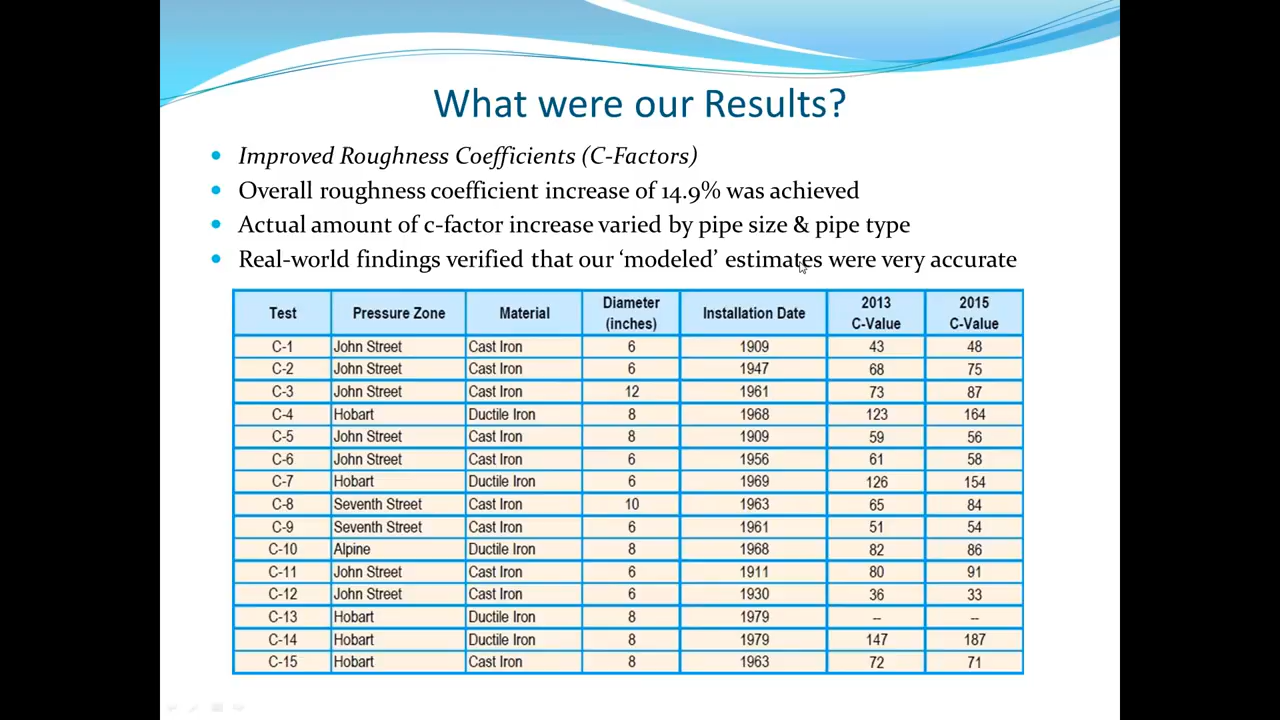 What were our Results?
Improved Roughness Coefficients (C-Factors)
Overall roughness coefficient increase of 14.9% was achieved
Actual amount of c-factor increase varied by pipe size & pipe type
Real-world findings verified that our ‘modeled’ estimates were very accurate
Test Pressure Zone Material Diameter (inches) Installation Date 2013 C-Value 2015 C-Value
C-1 John Street Cast Iron 6 1909 43 48
C-2 John Street Cast Iron 6 1947 68 75
C-3 John Street Cast Iron 12 1961 73 87
C-4 Hobart Ductile Iron 8 1968 123 164
C-5 John Street Cast Iron 8 1909 59 56
C-6 John Street Cast Iron 6 1956 61 58
C-7 Hobart Ductile Iron 6 1969 126 154
C-8 Seventh Street Cast Iron 10 1963 65 84
C-9 Seventh Street Cast Iron 6 1961 51 54
C-10 Alpine Ductile Iron 8 1968 82 86
C-11 John Street Cast Iron 6 1911 80 91
C-12 John Street Cast Iron 6 1930 36 33
C-13 Hobart Ductile Iron 8 1979 -- --
C-14 Hobart Ductile Iron 8 1979 147 187
C-15 Hobart Cast Iron 8 1963 72 71